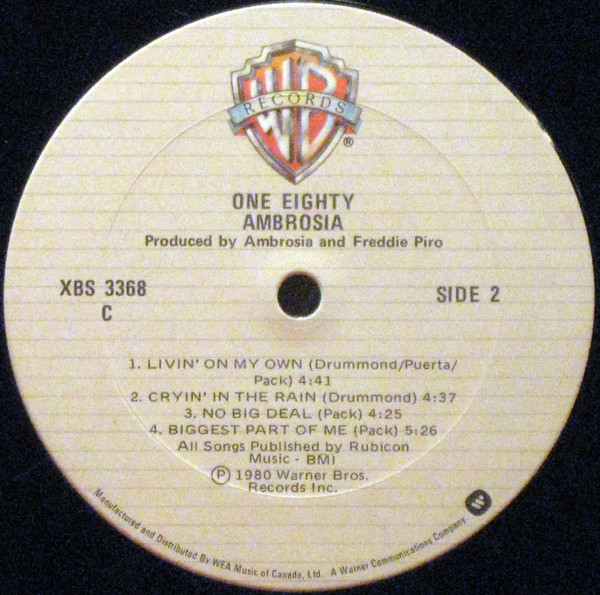 WB
RECORDS
®
ONE EIGHTY
AMBROSIA
Produced by Ambrosia and Freddie Piro
XBS 3368
C
SIDE 2
1. LIVIN' ON MY OWN (Drummond/Puerta/
Pack) 4:41
2. CRYIN' IN THE RAIN (Drummond) 4:37
3. NO BIG DEAL (Pack) 4:25
4. BIGGEST PART OF ME (Pack) 5:26
All Songs Published by Rubicon
Music - BMI
Ⓟ 1980 Warner Bros.
Records Inc.
Manufactured and Distributed By WEA Music of Canada, Ltd. A Warner Communications Company